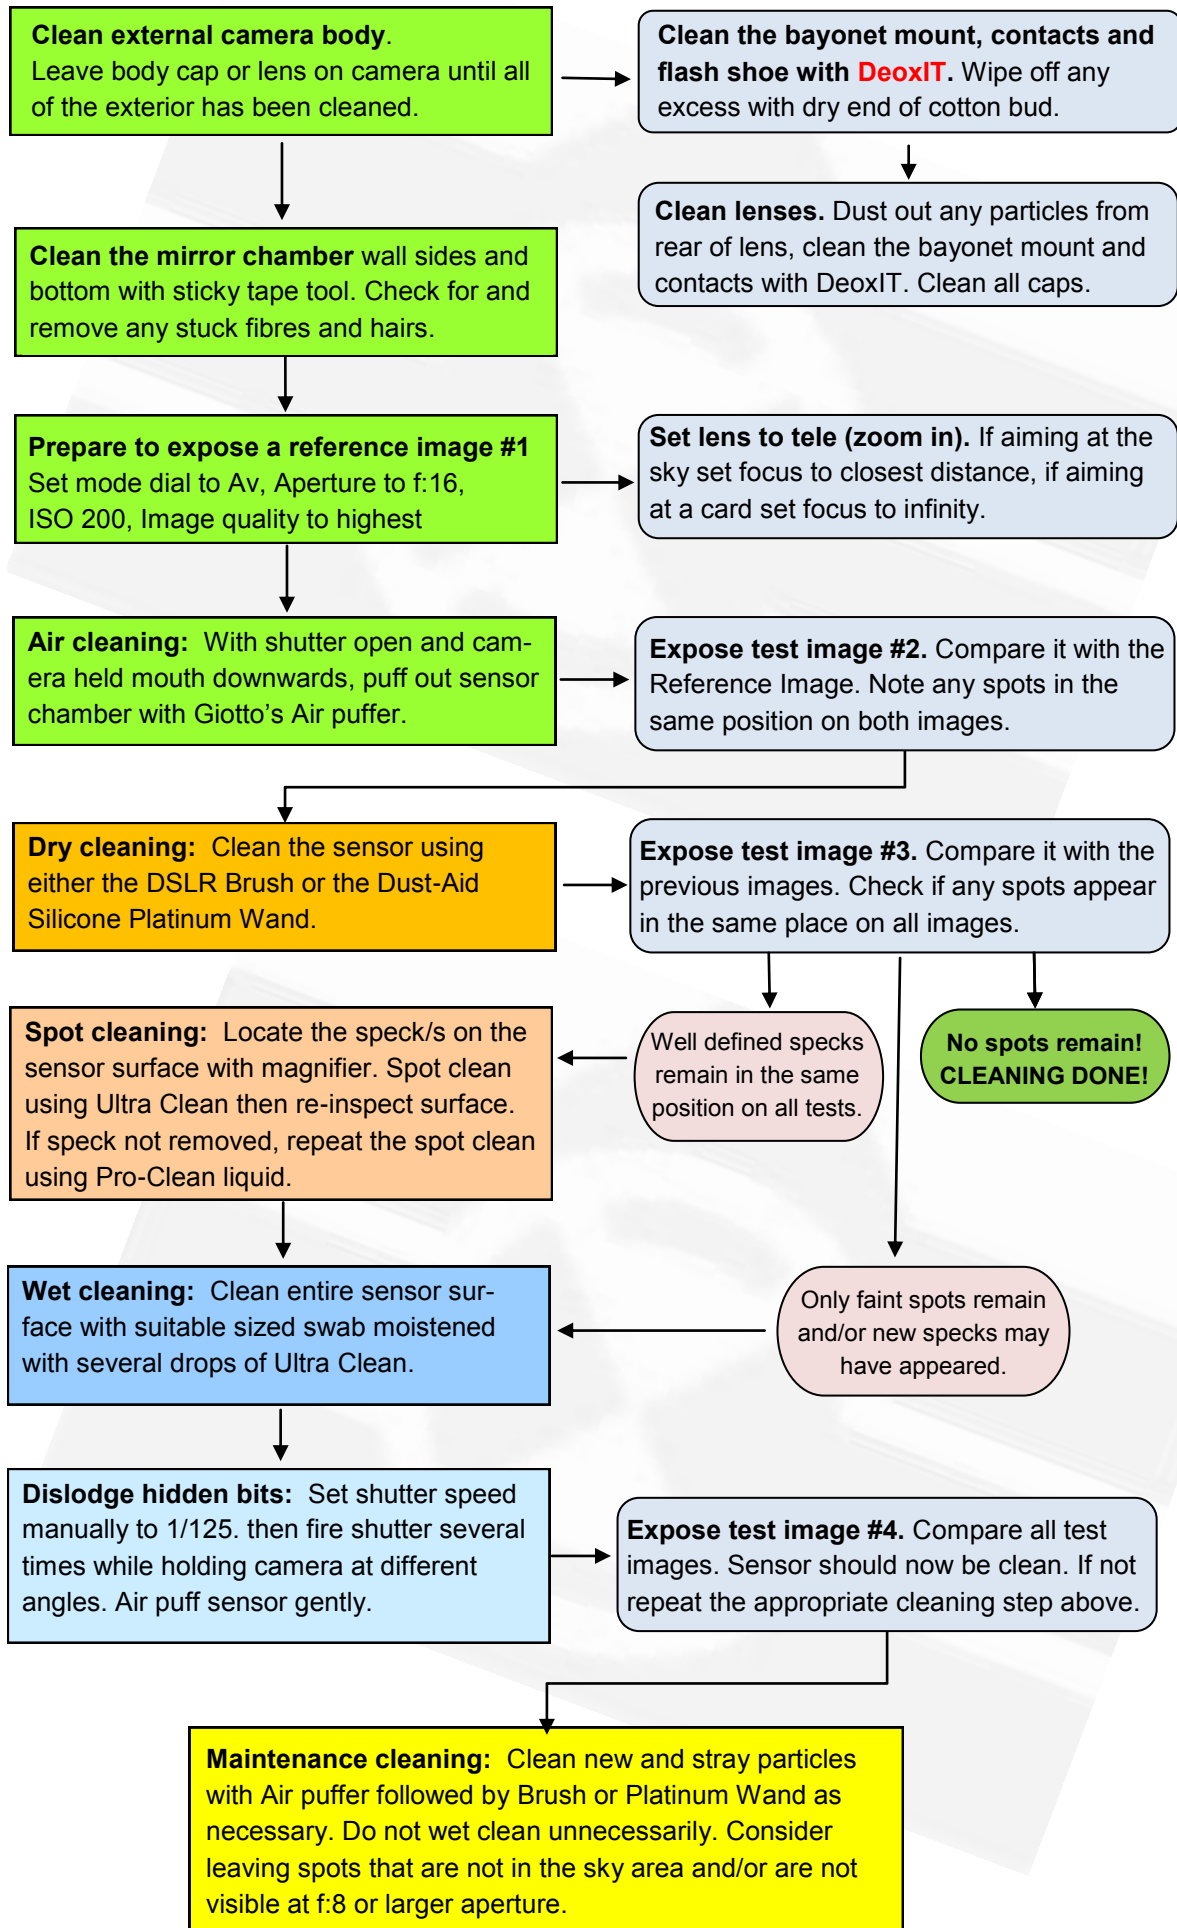 Clean external camera body.
Leave body cap or lens on camera until all
of the exterior has been cleaned.
Clean the bayonet mount, contacts and
flash shoe with DeoxIT. Wipe off any
excess with dry end of cotton bud.
Clean lenses. Dust out any particles from
rear of lens, clean the bayonet mount and
contacts with DeoxIT. Clean all caps.
Clean the mirror chamber wall sides and
bottom with sticky tape tool. Check for and
remove any stuck fibres and hairs.
Prepare to expose a reference image #1
Set mode dial to Av, Aperture to f:16,
ISO 200, Image quality to highest
Set lens to tele (zoom in). If aiming at the
sky set focus to closest distance, if aiming
at a card set focus to infinity.
Air cleaning:  With shutter open and cam-
era held mouth downwards, puff out sensor
chamber with Giotto's Air puffer.
Expose test image #2. Compare it with the
Reference Image. Note any spots in the
same position on both images.
Dry cleaning:  Clean the sensor using
either the DSLR Brush or the Dust-Aid
Silicone Platinum Wand.
Expose test image #3. Compare it with the
previous images. Check if any spots appear
in the same place on all images.
Spot cleaning:  Locate the speck/s on the
sensor surface with magnifier. Spot clean
using Ultra Clean then re-inspect surface.
If speck not removed, repeat the spot clean
using Pro-Clean liquid.
Well defined specks
remain in the same
position on all tests.
No spots remain!
CLEANING DONE!
Wet cleaning:  Clean entire sensor sur-
face with suitable sized swab moistened
with several drops of Ultra Clean.
Only faint spots remain
and/or new specks may
have appeared.
Dislodge hidden bits:  Set shutter speed
manually to 1/125. then fire shutter several
times while holding camera at different
angles. Air puff sensor gently.
Expose test image #4. Compare all test
images. Sensor should now be clean. If not
repeat the appropriate cleaning step above.
Maintenance cleaning:  Clean new and stray particles
with Air puffer followed by Brush or Platinum Wand as
necessary. Do not wet clean unnecessarily. Consider
leaving spots that are not in the sky area and/or are not
visible at f:8 or larger aperture.